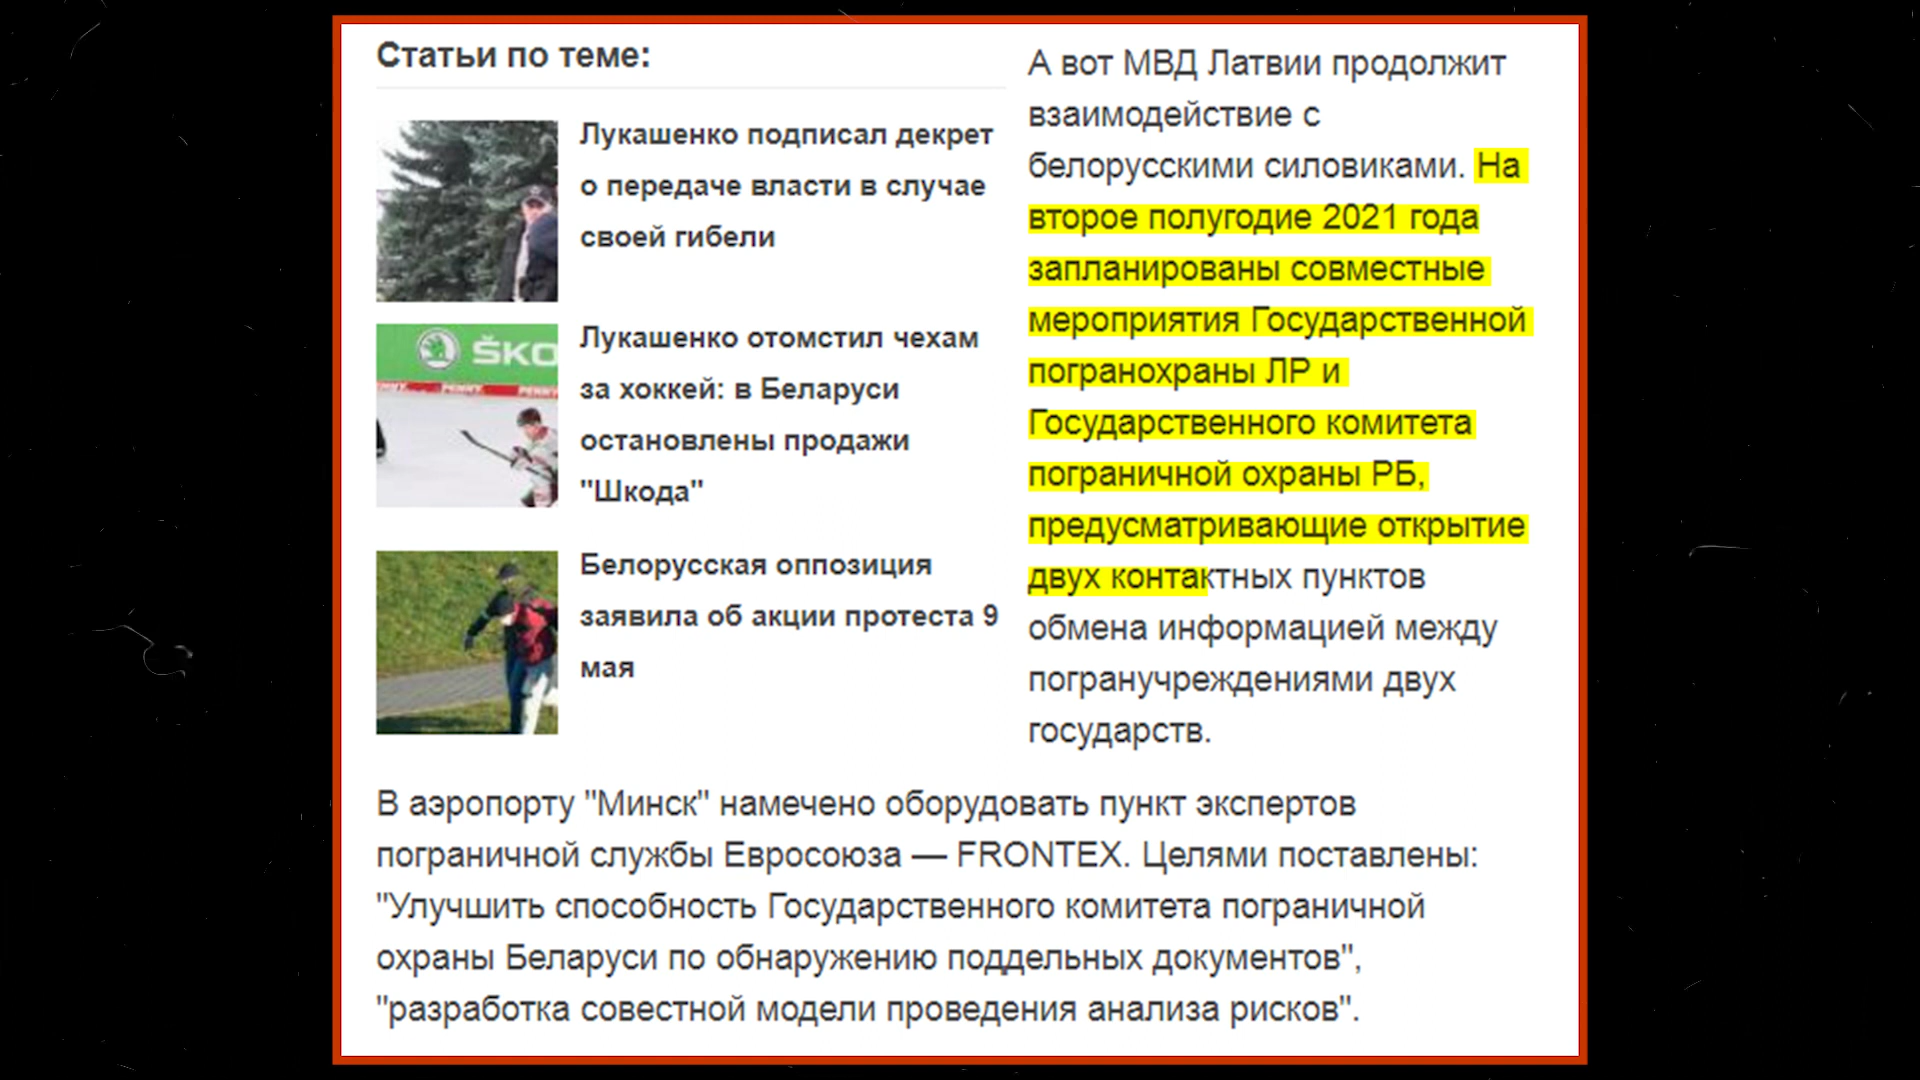 Статьи по теме:
Лукашенко подписал декрет
о передаче власти в случае
своей гибели
ŠKO
PENNY
PENNY
Лукашенко отомстил чехам
за хоккей: в Беларуси
остановлены продажи
"Шкода"
Белорусская оппозиция
заявила об акции протеста 9
мая
А вот МВД Латвии продолжит
взаимодействие с
белорусскими силовиками. На
второе полугодие 2021 года
запланированы совместные
мероприятия Государственной
погранохраны ЛР и
Государственного комитета
пограничной охраны РБ,
предусматривающие открытие
двух контактных пунктов
обмена информацией между
погранучреждениями двух
государств.
В аэропорту "Минск" намечено оборудовать пункт экспертов
пограничной службы Евросоюза — FRONTEX. Целями поставлены:
"Улучшить способность Государственного комитета пограничной
охраны Беларуси по обнаружению поддельных документов",
"разработка совестной модели проведения анализа рисков".